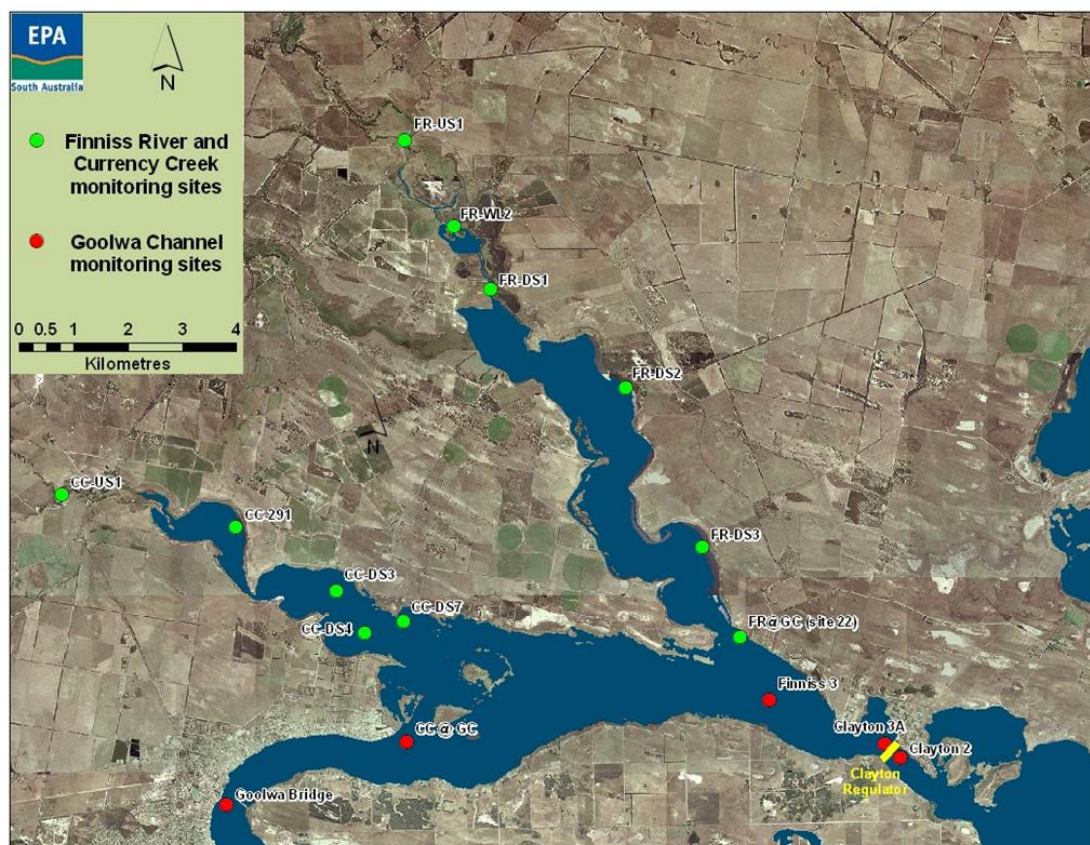 EPA
South Australia
N
Finniss River and
Currency Creek
monitoring sites
Goolwa Channel
monitoring sites
0 0.5 1 2 3 4
Kilometres
FR-US1
FR-WL2
FR-DS1
FR-DS2
N
CC-US1
CC-291
FR-DS3
CC-DS3
CC-DS7
CC-DS4
FR@GC (site 22)
Finniss 3
GC @ GC
Clayton 3A
Clayton 2
Clayton
Regulator
Goolwa Bridge